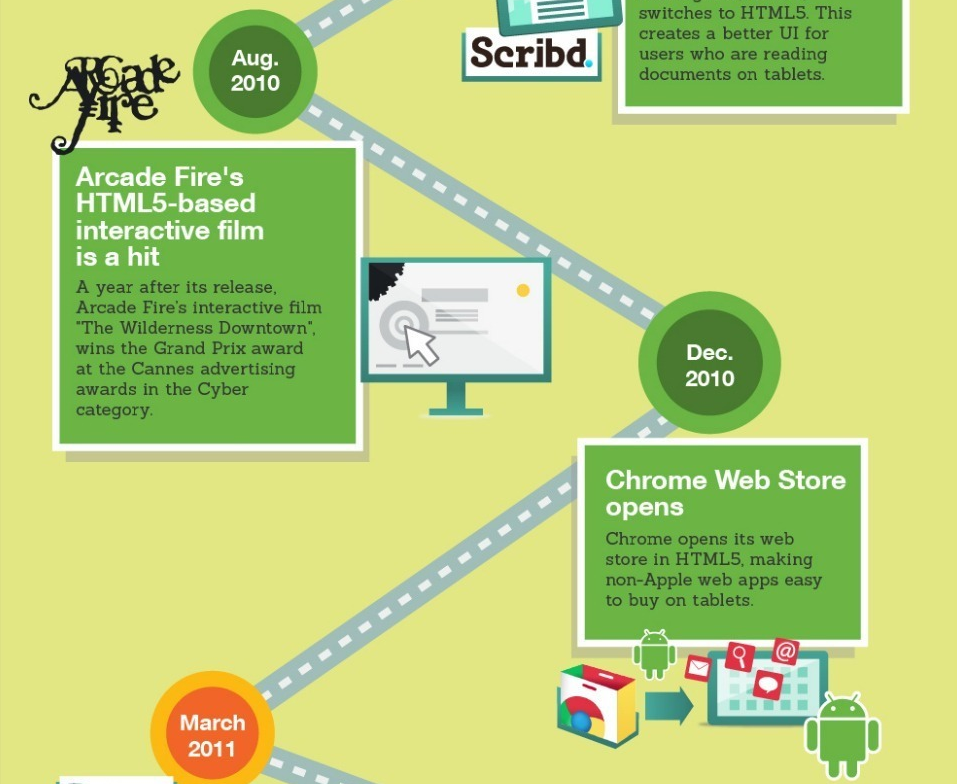 switches to HTML5. This
creates a better UI for
users who are reading
documents on tablets.
Scribd.
Aug.
2010
Arcade
Fire
Arcade Fire's
HTML5-based
interactive film
is a hit
A year after its release,
Arcade Fire's interactive film
"The Wilderness Downtown",
wins the Grand Prix award
at the Cannes advertising
awards in the Cyber
category.
Dec.
2010
Chrome Web Store
opens
Chrome opens its web
store in HTML5, making
non-Apple web apps easy
to buy on tablets.
@
March
2011